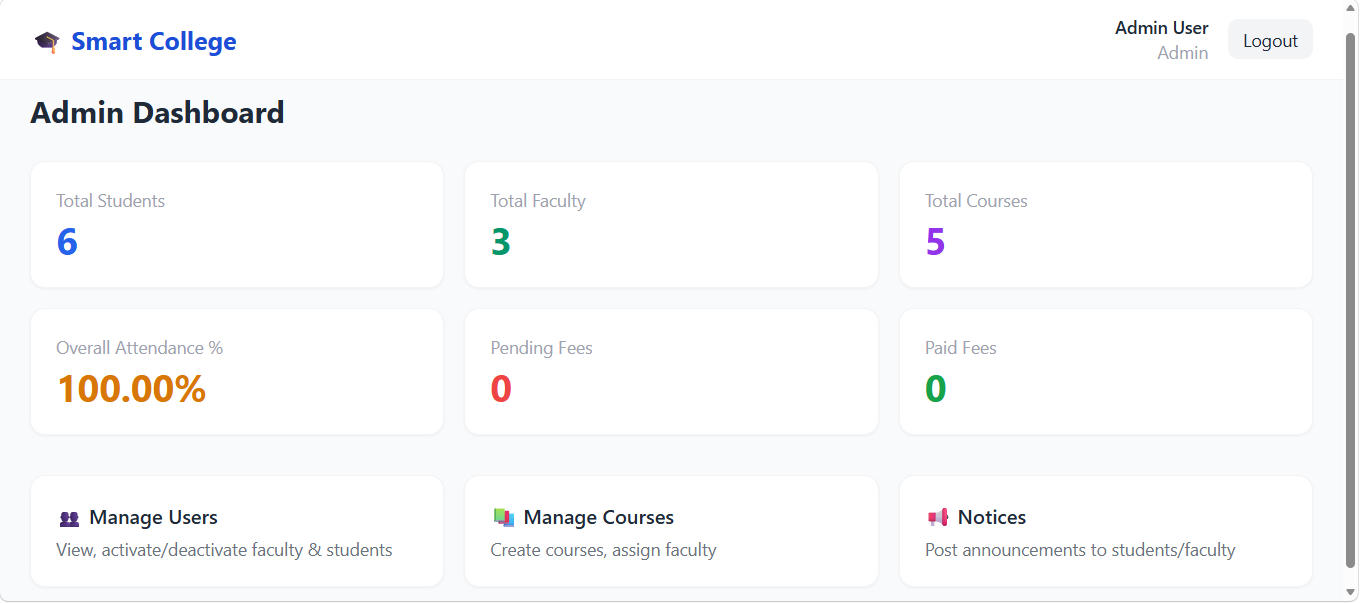 Smart College
Admin User
Admin
Logout
Admin Dashboard
Total Students
6
Total Faculty
3
Total Courses
5
Overall Attendance %
100.00%
Pending Fees
0
Paid Fees
0
Manage Users
View, activate/deactivate faculty & students
Manage Courses
Create courses, assign faculty
Notices
Post announcements to students/faculty